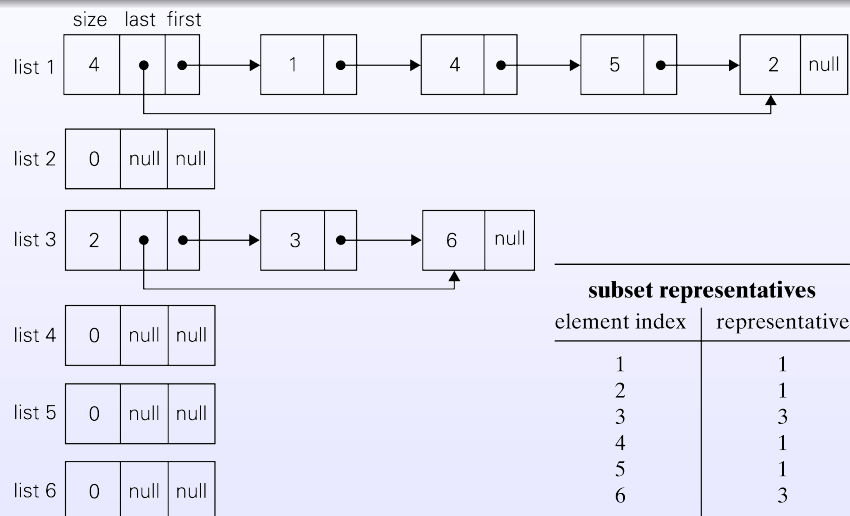 size last first
list 1 4 1 4 5 2 null
list 2 0 null null
list 3 2 3 6 null
subset representatives
element index representative
list 4 0 null null
1 1
2 1
list 5 0 null null
3 3
4 1
5 1
list 6 0 null null
6 3